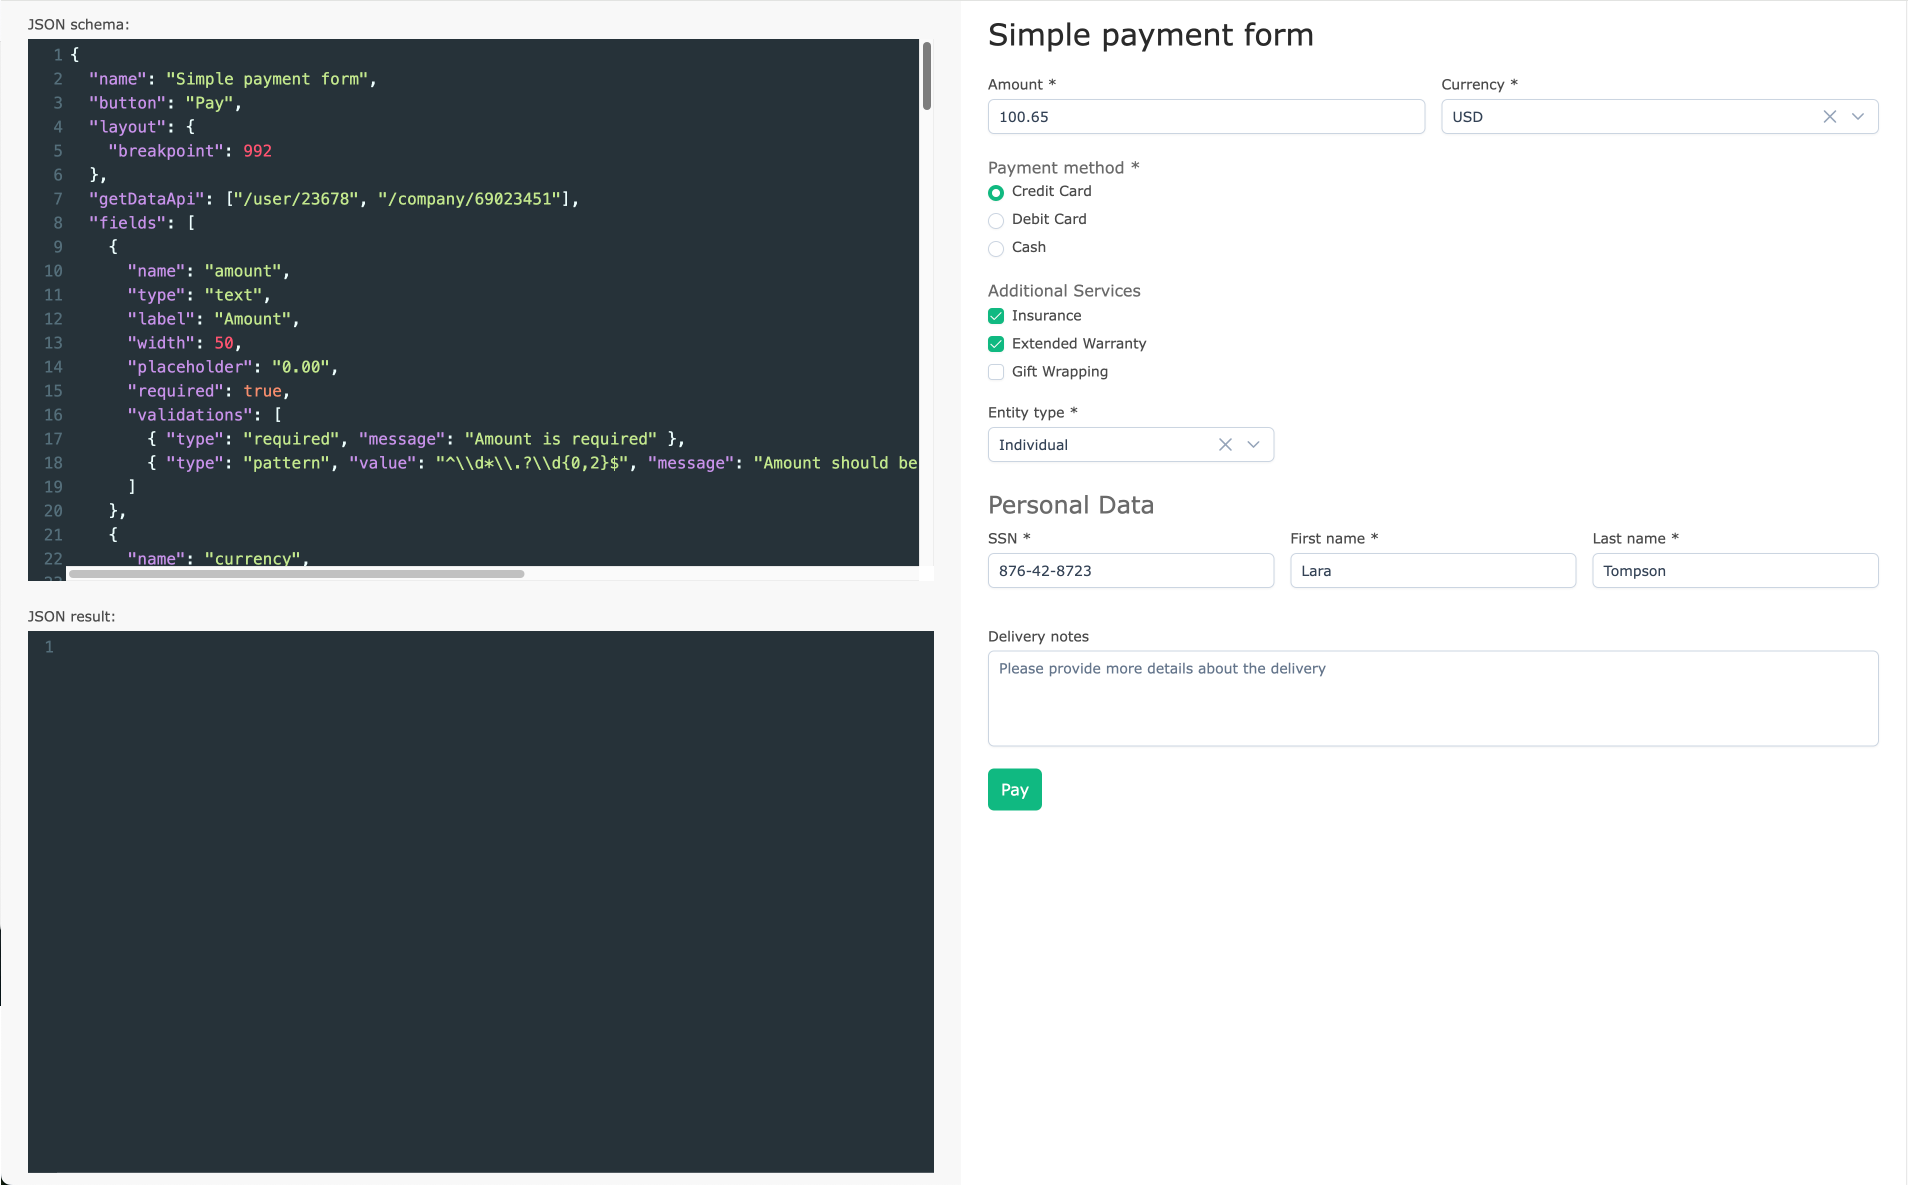 JSON schema:
1 {
2 "name": "Simple payment form",
3 "button": "Pay",
4 "layout": {
5 "breakpoint": 992
6 },
7 "getDataApi": ["/user/23678", "/company/69023451"],
8 "fields": [
9 {
10 "name": "amount",
11 "type": "text",
12 "label": "Amount",
13 "width": 50,
14 "placeholder": "0.00",
15 "required": true,
16 "validations": [
17 { "type": "required", "message": "Amount is required" },
18 { "type": "pattern", "value": "^\\d*\\.?\\d{0,2}$", "message": "Amount should be
19 ]
20 },
21 {
22 "name": "currency",
JSON result:
1
Simple payment form
Amount * Currency *
100.65 USD
Payment method *
Credit Card
Debit Card
Cash
Additional Services
Insurance
Extended Warranty
Gift Wrapping
Entity type *
Individual
Personal Data
SSN * First name * Last name *
876-42-8723 Lara Tompson
Delivery notes
Please provide more details about the delivery
Pay